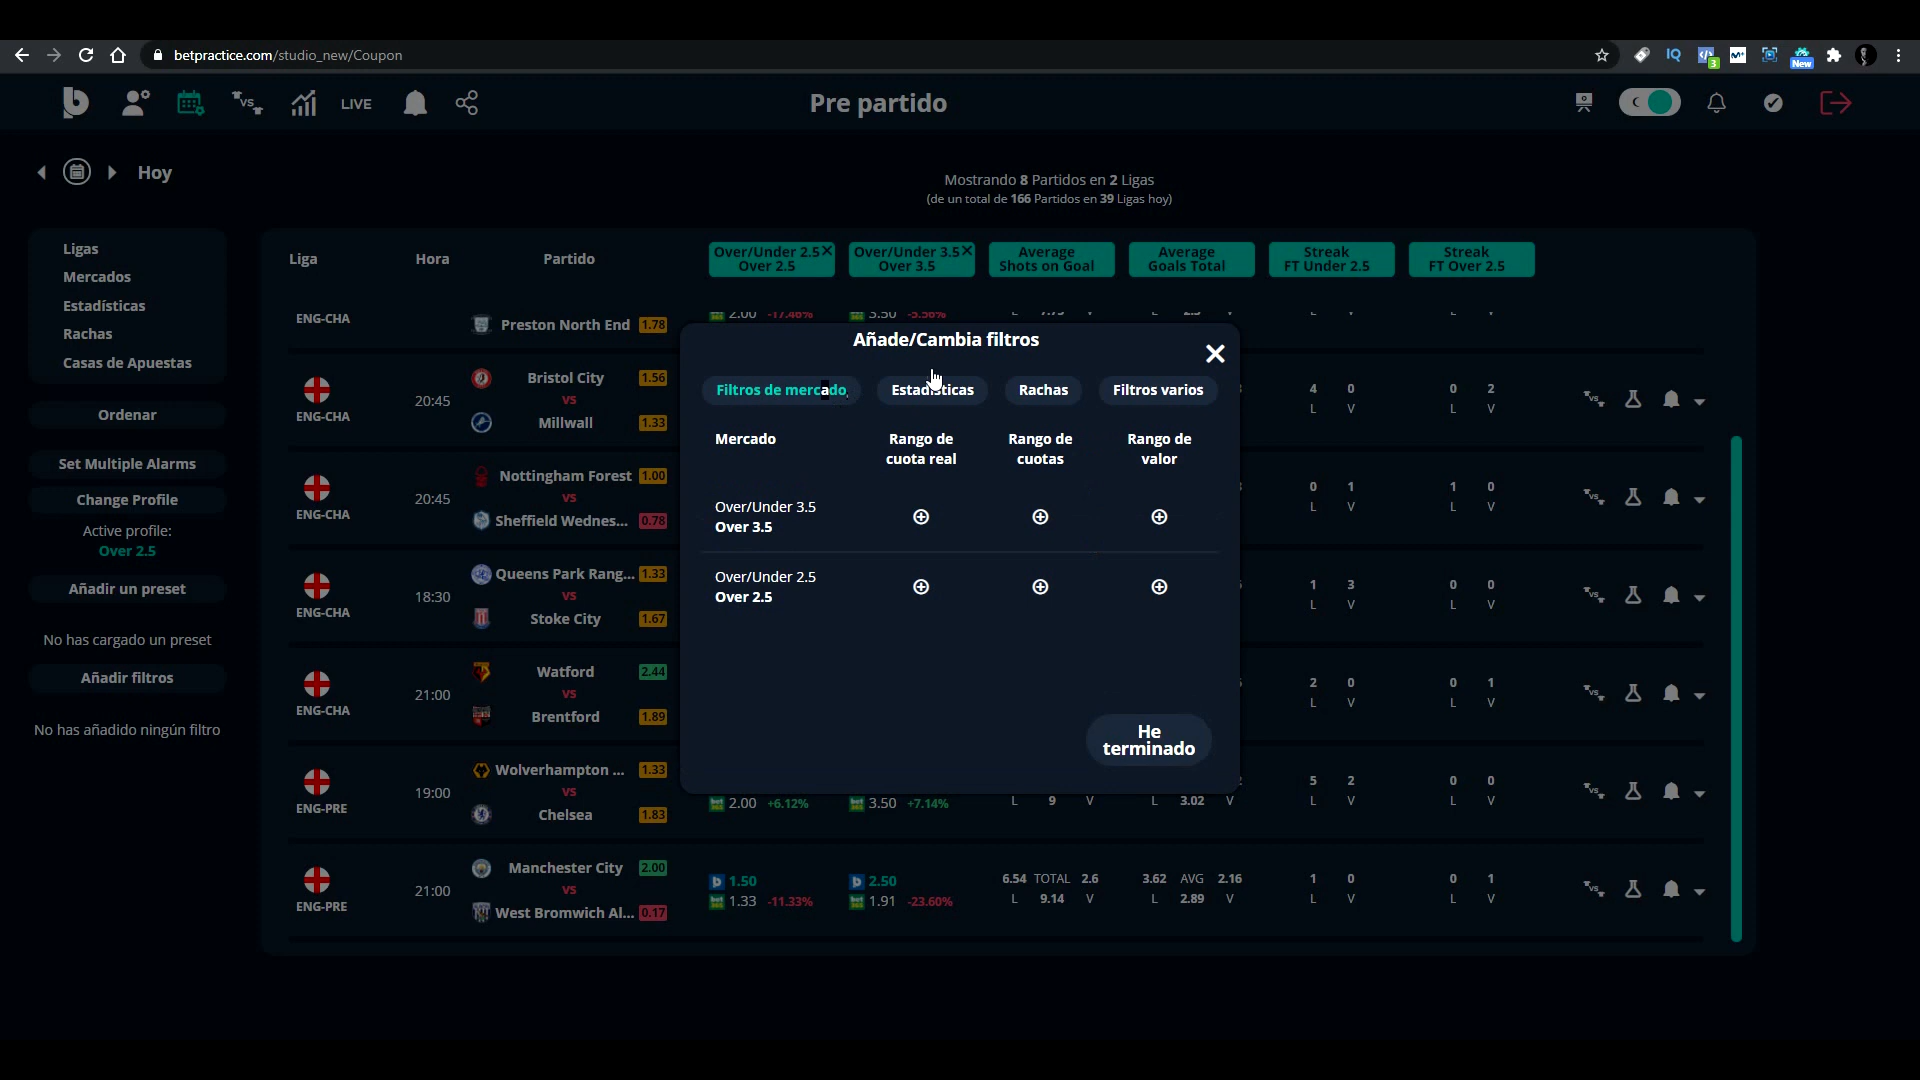 betpractice.com/studio_new/Coupon
3
New
LIVE
Pre partido
Hoy
Mostrando 8 Partidos en 2 Ligas
(de un total de 166 Partidos en 39 Ligas hoy)
Ligas
Mercados
Estadísticas
Rachas
Casas de Apuestas
Ordenar
Set Multiple Alarms
Change Profile
Active profile:
Over 2.5
Añadir un preset
No has cargado un preset
Añadir filtros
No has añadido ningún filtro
Liga Hora Partido
Over/Under 2.5 X Over/Under 3.5 X Average Average Streak Streak
Over 2.5 Over 3.5 Shots on Goal Goals Total FT Under 2.5 FT Over 2.5
ENG-CHA Preston North End 1.78 2.00 -17.46% 3.50 -5.56%
Bristol City 1.56 4 0 0 2
20:45 vs L V L V
ENG-CHA Millwall 1.33
Nottingham Forest 1.00 0 1 1 0
20:45 vs L V L V
ENG-CHA Sheffield Wednes... 0.78
Queens Park Rang... 1.33 1 3 0 0
18:30 vs L V L V
ENG-CHA Stoke City 1.67
Watford 2.44 2 0 0 1
21:00 vs L V L V
ENG-CHA Brentford 1.89
Wolverhampton ... 1.33 5 2 0 0
19:00 vs 2.00 +6.12% 3.50 +7.14% L 9 V L 3.02 V L V L V
ENG-PRE Chelsea 1.83
Manchester City 2.00 1.50 2.50 6.54 TOTAL 2.6 3.62 AVG 2.16 1 0 0 1
21:00 vs 1.33 -11.33% 1.91 -23.60% L 9.14 V L 2.89 V L V L V
ENG-PRE West Bromwich Al... 0.17
Añade/Cambia filtros
Filtros de mercado Estadísticas Rachas Filtros varios
Mercado Rango de Rango de Rango de
cuota real cuotas valor
Over/Under 3.5
Over 3.5
Over/Under 2.5
Over 2.5
He
terminado